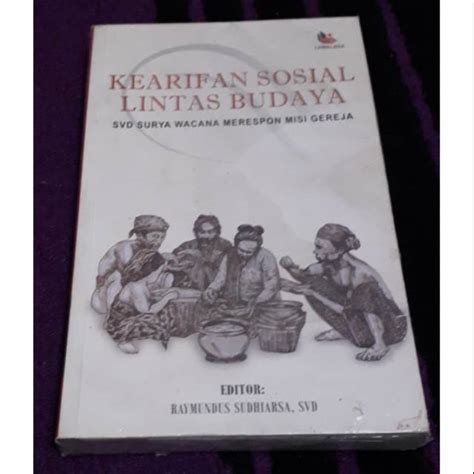 KEARIFAN SOSIAL
LINTAS BUDAYA
SVD SURYA WACANA MERESPON MISI GEREJA
EDITOR:
RAYMUNDUS SUDHIARSA, SVD